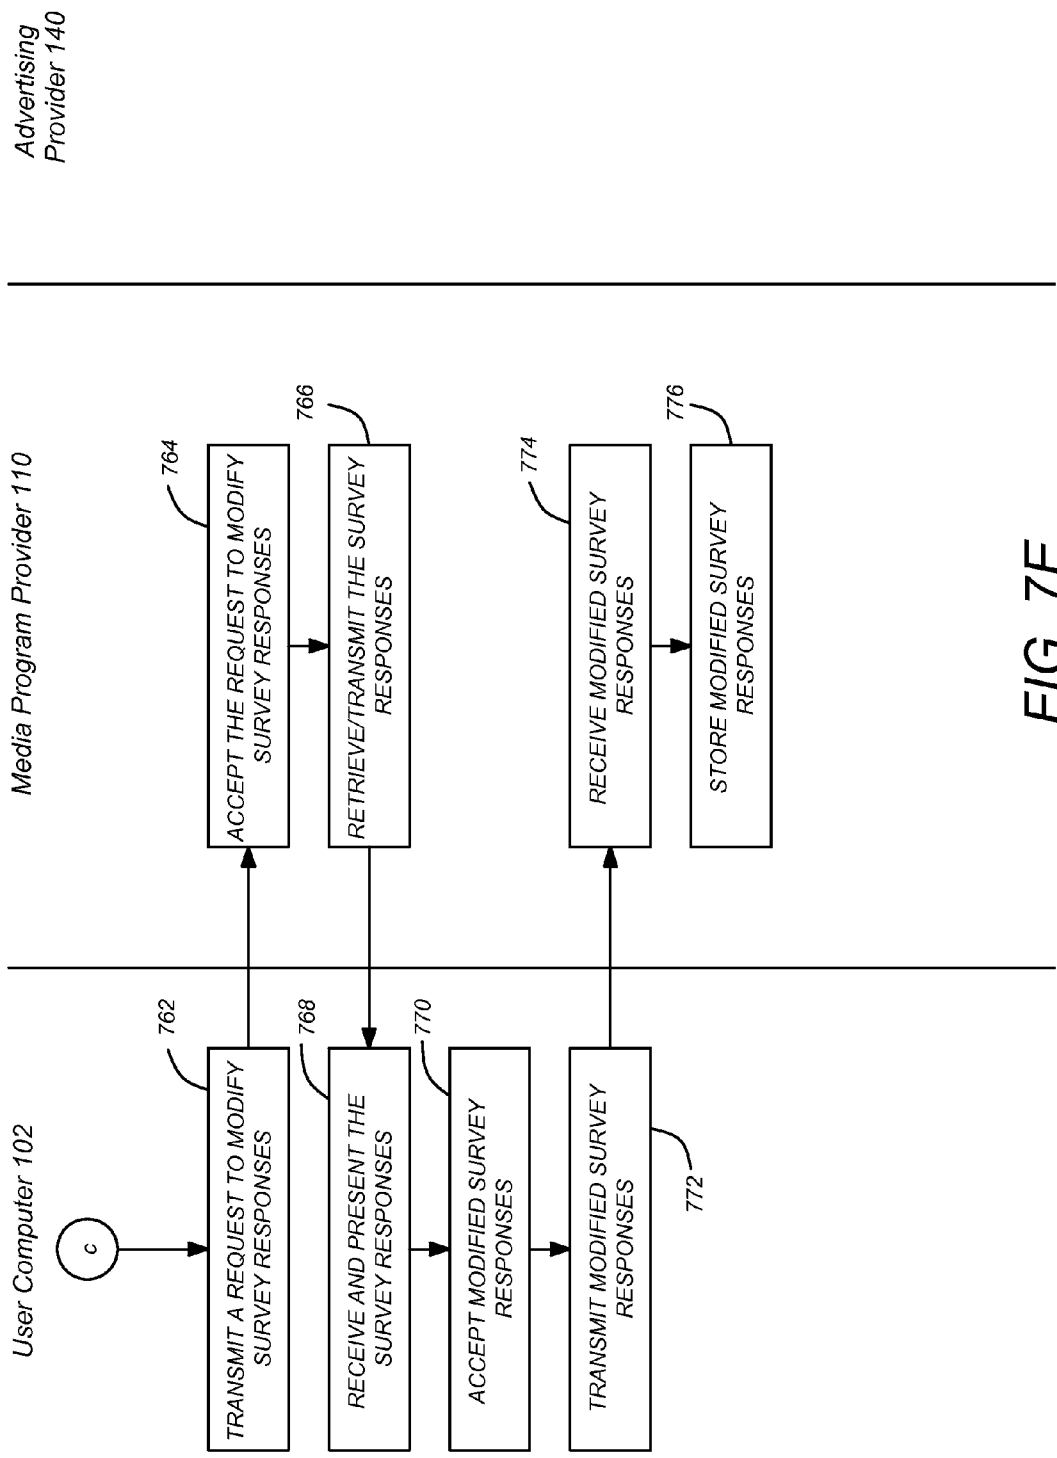 User Computer 102
Media Program Provider 110
Advertising
Provider 140
c
762
TRANSMIT A REQUEST TO MODIFY
SURVEY RESPONSES
764
ACCEPT THE REQUEST TO MODIFY
SURVEY RESPONSES
766
RETRIEVE/TRANSMIT THE SURVEY
RESPONSES
768
RECEIVE AND PRESENT THE
SURVEY RESPONSES
770
ACCEPT MODIFIED SURVEY
RESPONSES
772
TRANSMIT MODIFIED SURVEY
RESPONSES
774
RECEIVE MODIFIED SURVEY
RESPONSES
776
STORE MODIFIED SURVEY
RESPONSES
FIG.